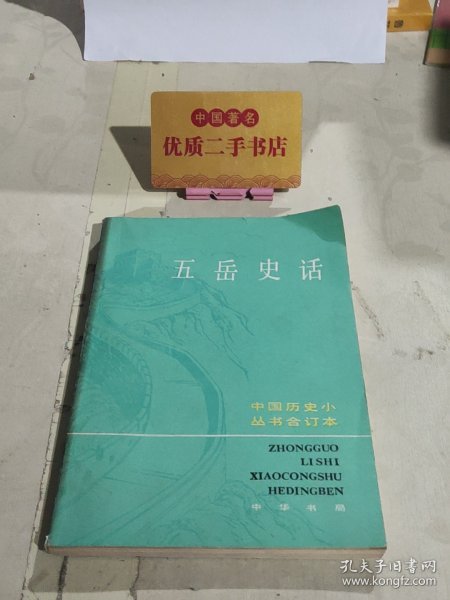 中国著名
优质二手书店
五岳史话
中国历史小
丛书合订本
ZHONGGUO
LISHI
XIAOCONGSHU
HEDINGBEN
中华书局
孔夫子旧书网
www.kongfz.com